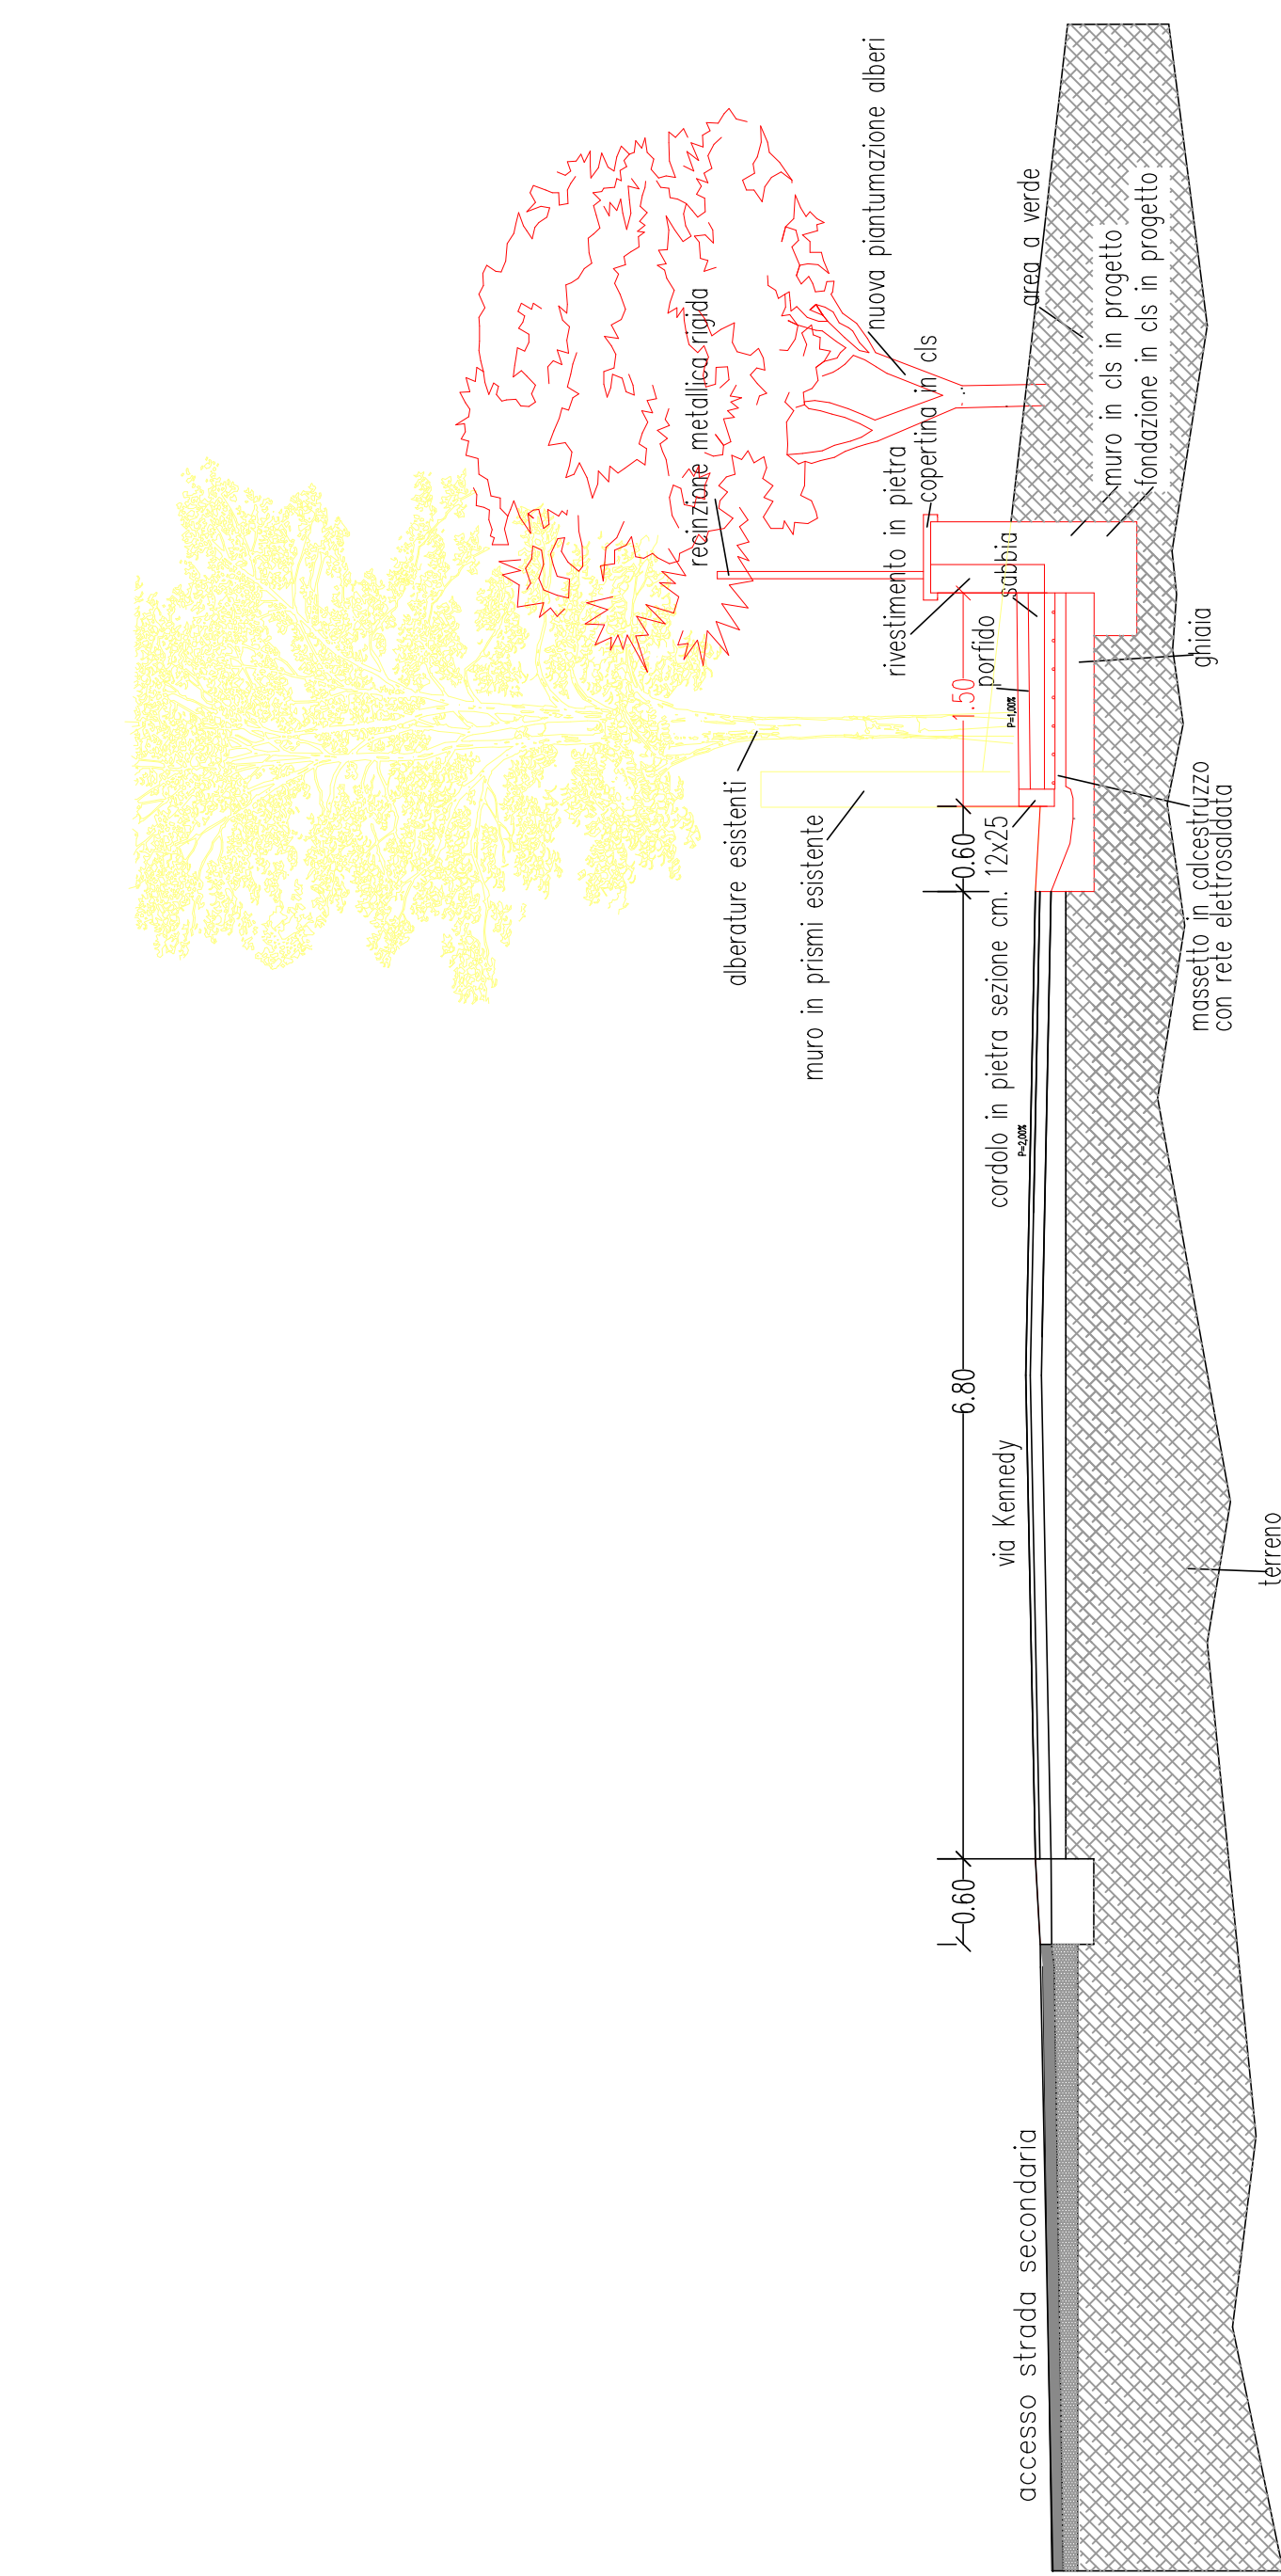 nuova piantumazione alberi
recinzione metallica rigida
copertina in cls
rivestimento in pietra
area a verde
muro in cls in progetto
fondazione in cls in progetto
sabbia
porfido
P=1,00%
1.50
ghiaia
alberature esistenti
muro in prismi esistente
0.60
cordolo in pietra sezione cm. 12x25
massetto in calcestruzzo
con rete elettrosaldata
P=2,00%
6.80
via Kennedy
terreno
0.60
accesso strada secondaria